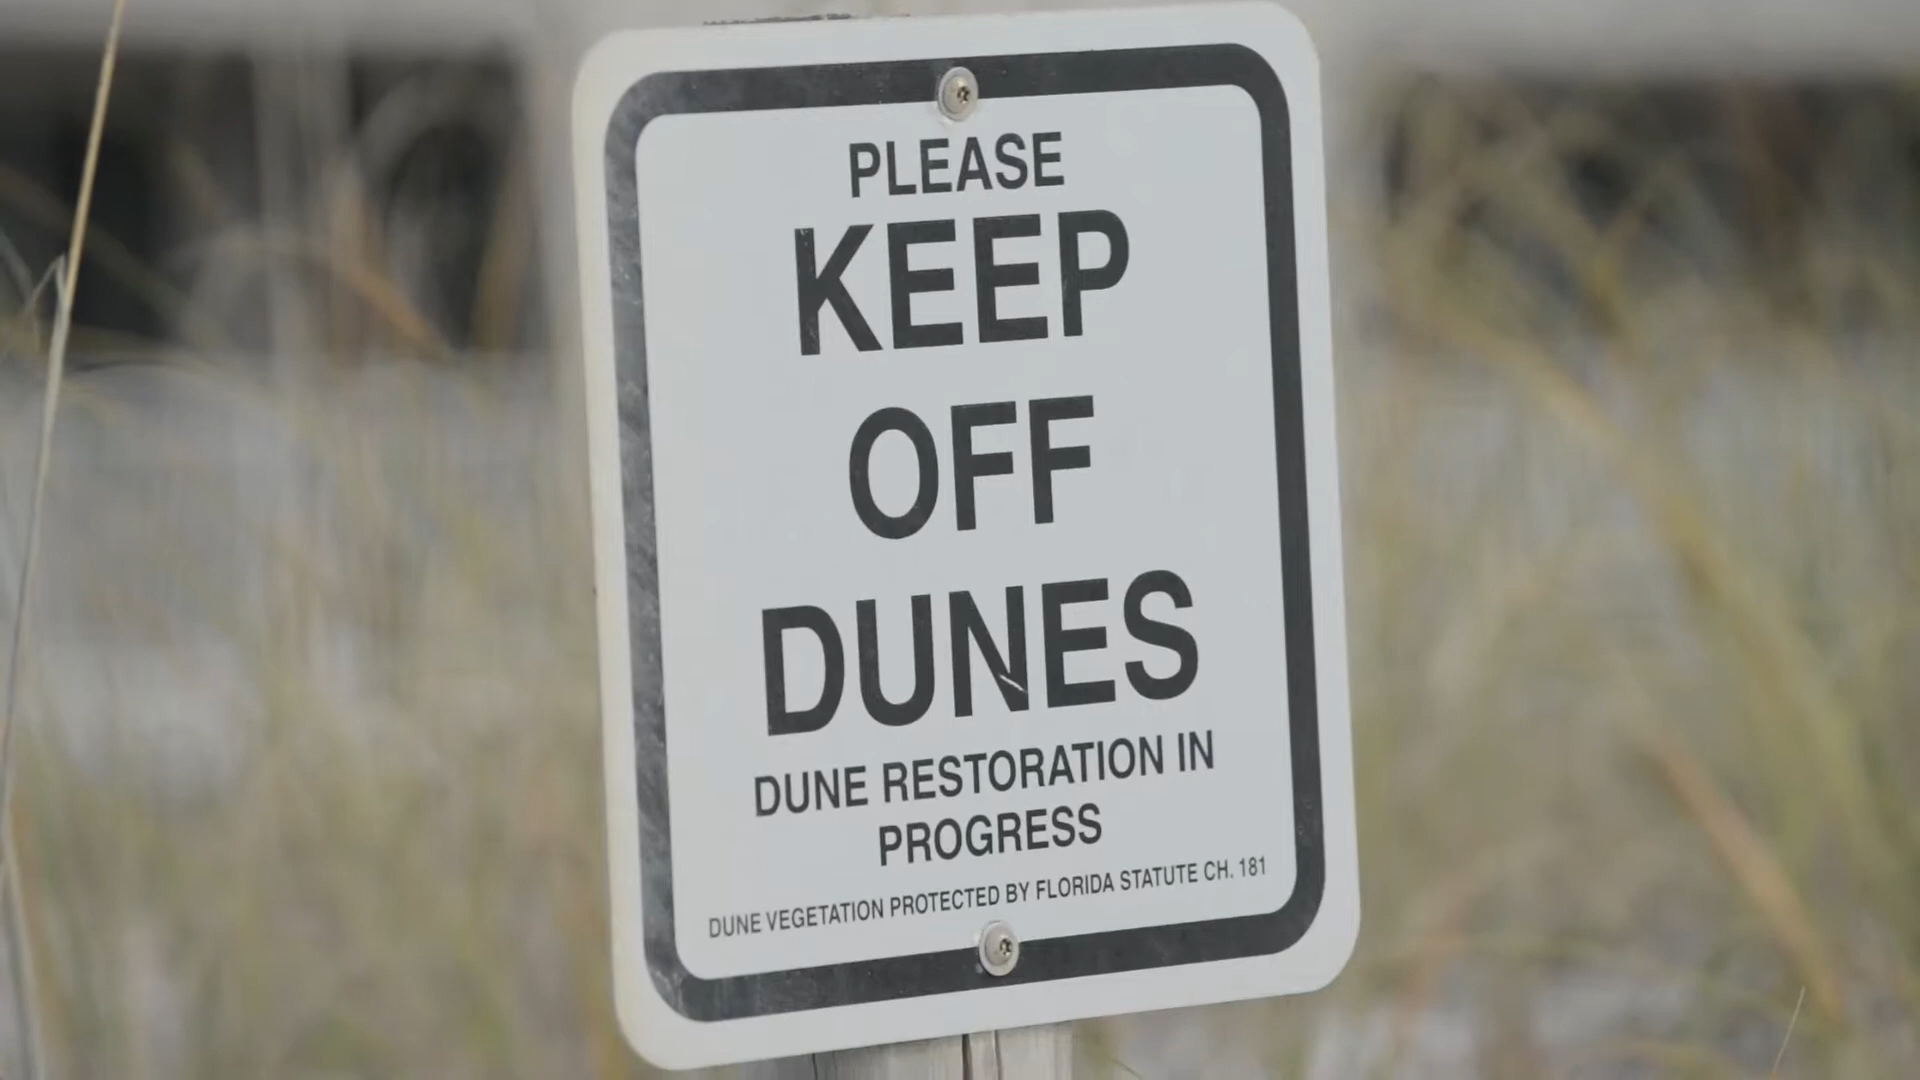 PLEASE
KEEP
OFF
DUNES
DUNE RESTORATION IN
PROGRESS
DUNE VEGETATION PROTECTED BY FLORIDA STATUTE CH. 181